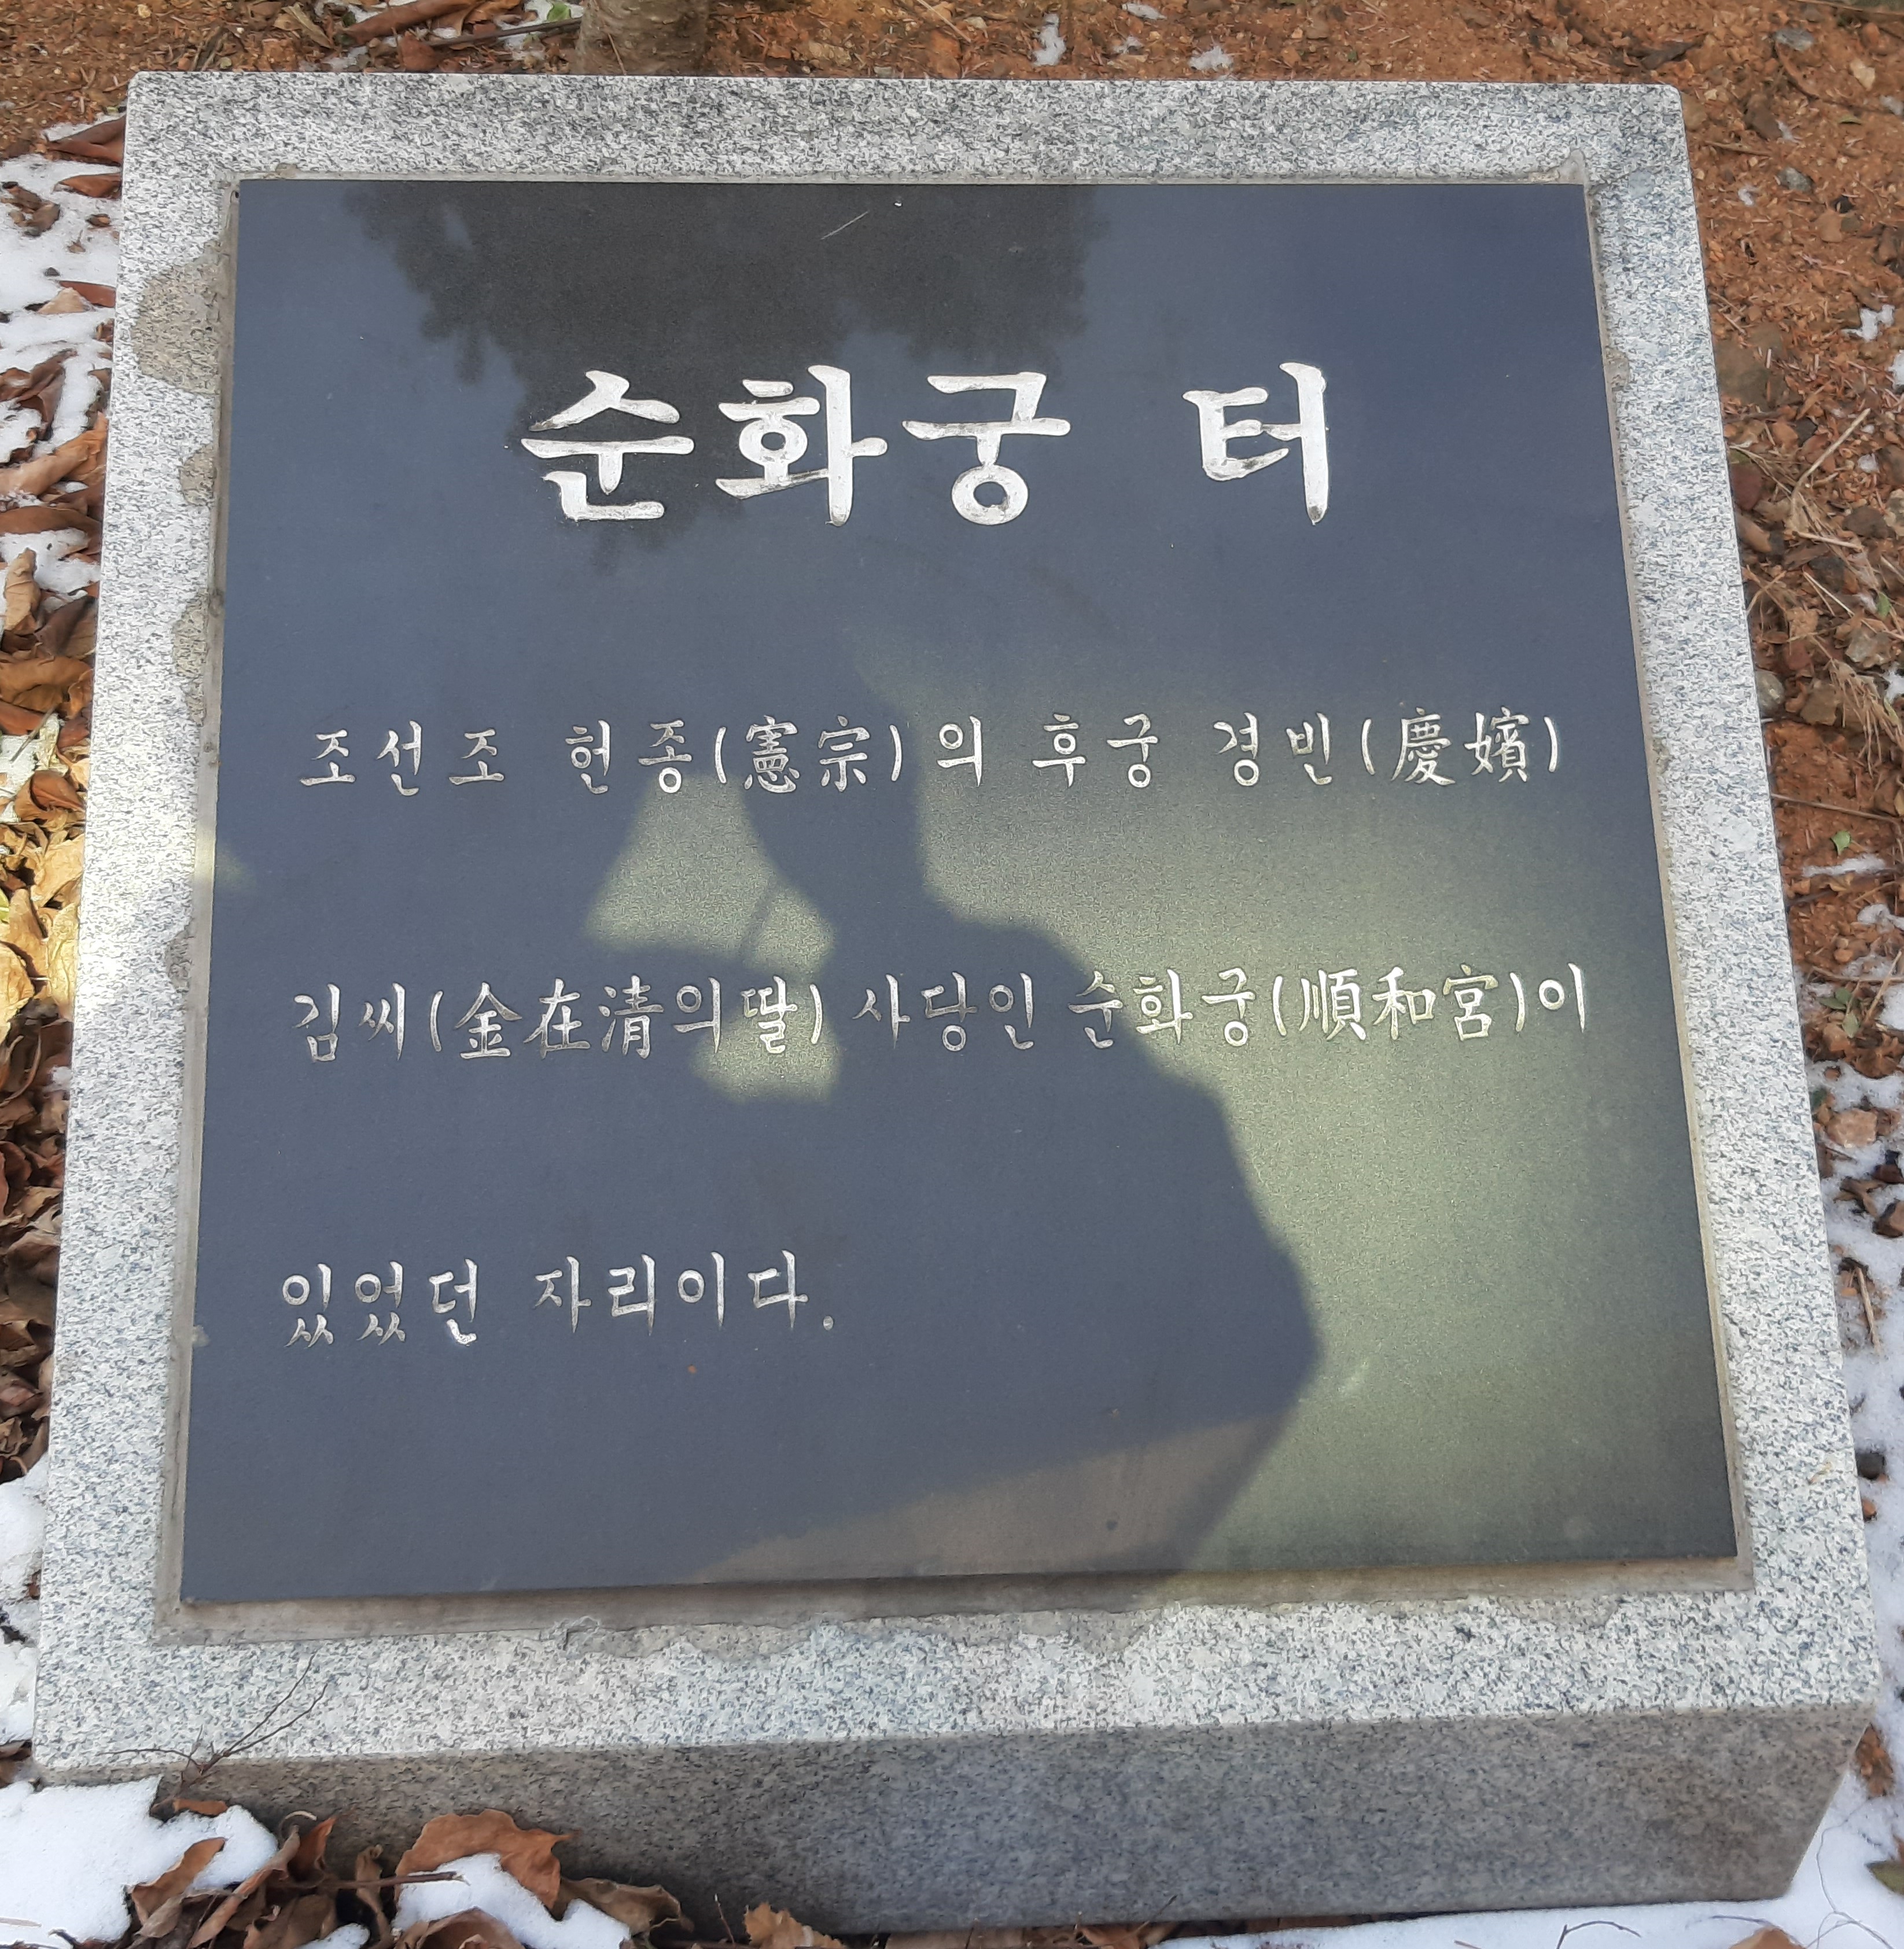 순화궁 터
조선조 헌종(憲宗)의 후궁 경빈(慶嬪)
김씨(金在清의딸) 사당인 순화궁(順和宮)이
있었던 자리이다.